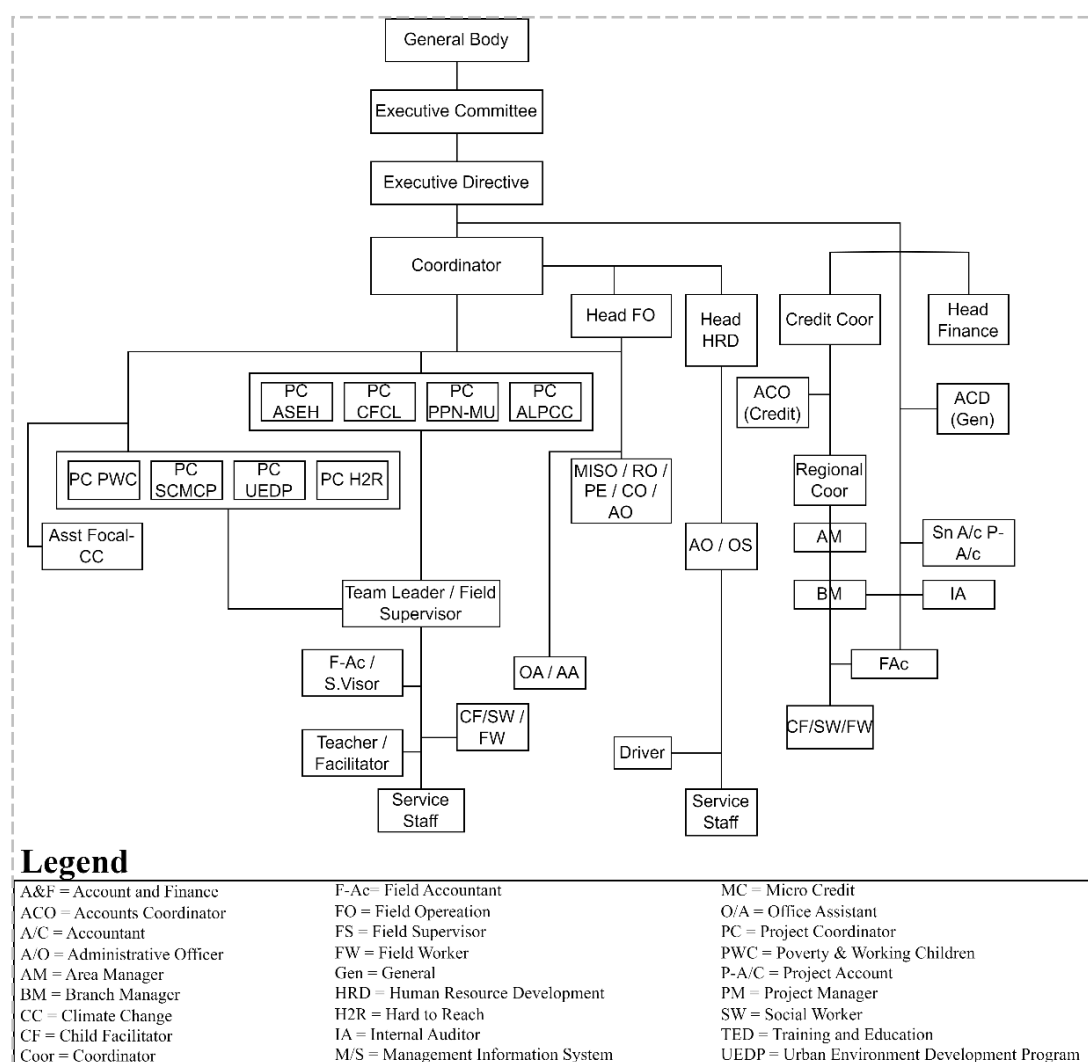 General Body
Executive Committee
Executive Directive
Coordinator
Head FO
Head
HRD
Credit Coor
Head
Finance
PC
ASEH
PC
CFCL
PC
PPN-MU
PC
ALPCC
ACO
(Credit)
ACD
(Gen)
PC PWC
PC
SCMCP
PC
UEDP
PC H2R
MISO / RO /
PE / CO /
AO
Regional
Coor
Asst Focal-
CC
AO / OS
AM
Sn A/c P-
A/c
Team Leader / Field
Supervisor
BM
IA
F-Ac /
S.Visor
OA / AA
FAc
CF/SW /
FW
CF/SW/FW
Teacher /
Facilitator
Driver
Service
Staff
Service
Staff
Legend
A&F = Account and Finance
ACO = Accounts Coordinator
A/C = Accountant
A/O = Administrative Officer
AM = Area Manager
BM = Branch Manager
CC = Climate Change
CF = Child Facilitator
Coor = Coordinator
F-Ac= Field Accountant
FO = Field Opereation
FS = Field Supervisor
FW = Field Worker
Gen = General
HRD = Human Resource Development
H2R = Hard to Reach
IA = Internal Auditor
M/S = Management Information System
MC = Micro Credit
O/A = Office Assistant
PC = Project Coordinator
PWC = Poverty & Working Children
P-A/C = Project Account
PM = Project Manager
SW = Social Worker
TED = Training and Education
UEDP = Urban Environment Development Program